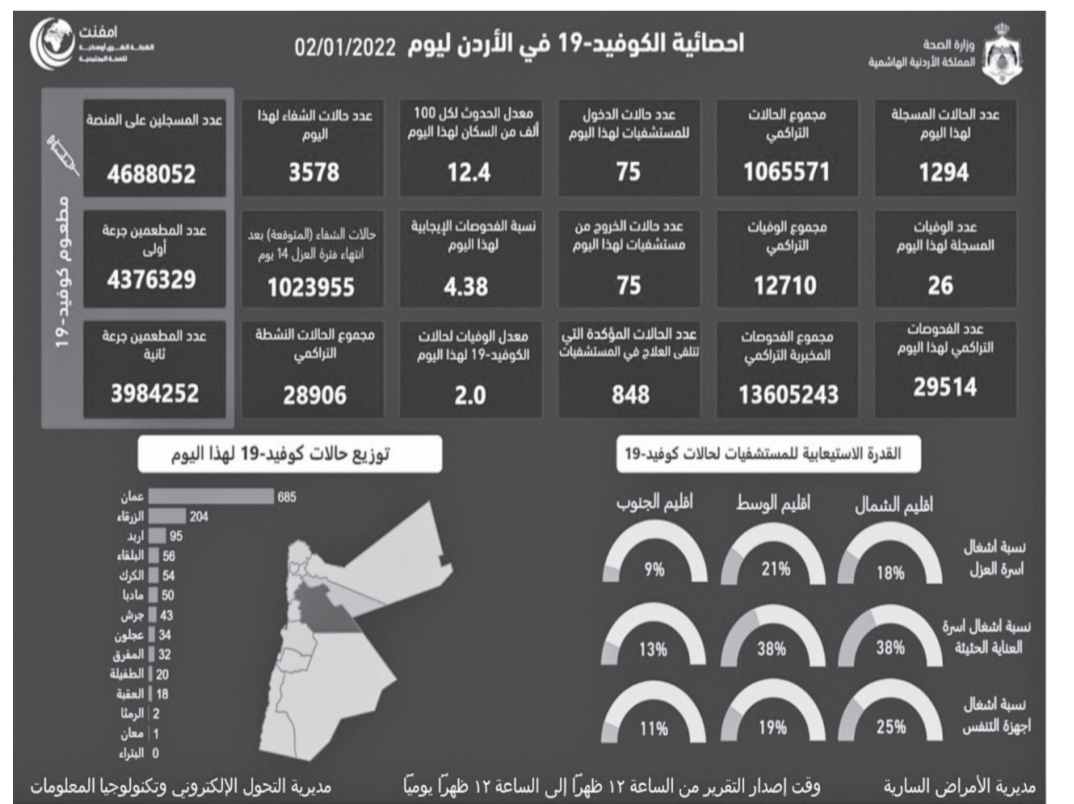 وزارة الصحة
المملكة الأردنية الهاشمية
احصائية الكوفيد-19 في الأردن ليوم 02/01/2022
امفنت
الشبكة الشرق أوسطية
للصحة المجتمعية
عدد الحالات المسجلة
لهذا اليوم
1294
مجموع الحالات
التراكمي
1065571
عدد حالات الدخول
للمستشفيات لهذا اليوم
75
معدل الحدوث لكل 100
ألف من السكان لهذا اليوم
12.4
عدد حالات الشفاء لهذا
اليوم
3578
عدد المسجلين على المنصة
4688052
عدد الوفيات
المسجلة لهذا اليوم
26
مجموع الوفيات
التراكمي
12710
عدد حالات الخروج من
مستشفيات لهذا اليوم
75
نسبة الفحوصات الإيجابية
لهذا اليوم
4.38
حالات الشفاء (المتوقعة) بعد
انتهاء فترة العزل 14 يوم
1023955
عدد المطعمين جرعة
أولى
4376329
عدد الفحوصات
التراكمي لهذا اليوم
29514
مجموع الفحوصات
المخبرية التراكمي
13605243
عدد الحالات المؤكدة التي
تتلقى العلاج في المستشفيات
848
معدل الوفيات لحالات
الكوفيد-19 لهذا اليوم
2.0
مجموع الحالات النشطة
التراكمي
28906
عدد المطعمين جرعة
ثانية
3984252
مطعوم كوفيد-19
القدرة الاستيعابية للمستشفيات لحالات كوفيد-19
اقليم الشمال
اقليم الوسط
اقليم الجنوب
نسبة اشغال
اسرة العزل
18%
21%
9%
نسبة اشغال اسرة
العناية الحثيثة
38%
38%
13%
نسبة اشغال
اجهزة التنفس
25%
19%
11%
توزيع حالات كوفيد-19 لهذا اليوم
عمان 685
الزرقاء 204
اربد 95
البلقاء 56
الكرك 54
مادبا 50
جرش 43
عجلون 34
المفرق 32
الطفيلة 20
العقبة 18
الرمثا 2
معان 1
البتراء 0
مديرية الأمراض السارية
وقت إصدار التقرير من الساعة ١٢ ظهرًا إلى الساعة ١٢ ظهرًا يوميًا
مديرية التحول الإلكتروني وتكنولوجيا المعلومات